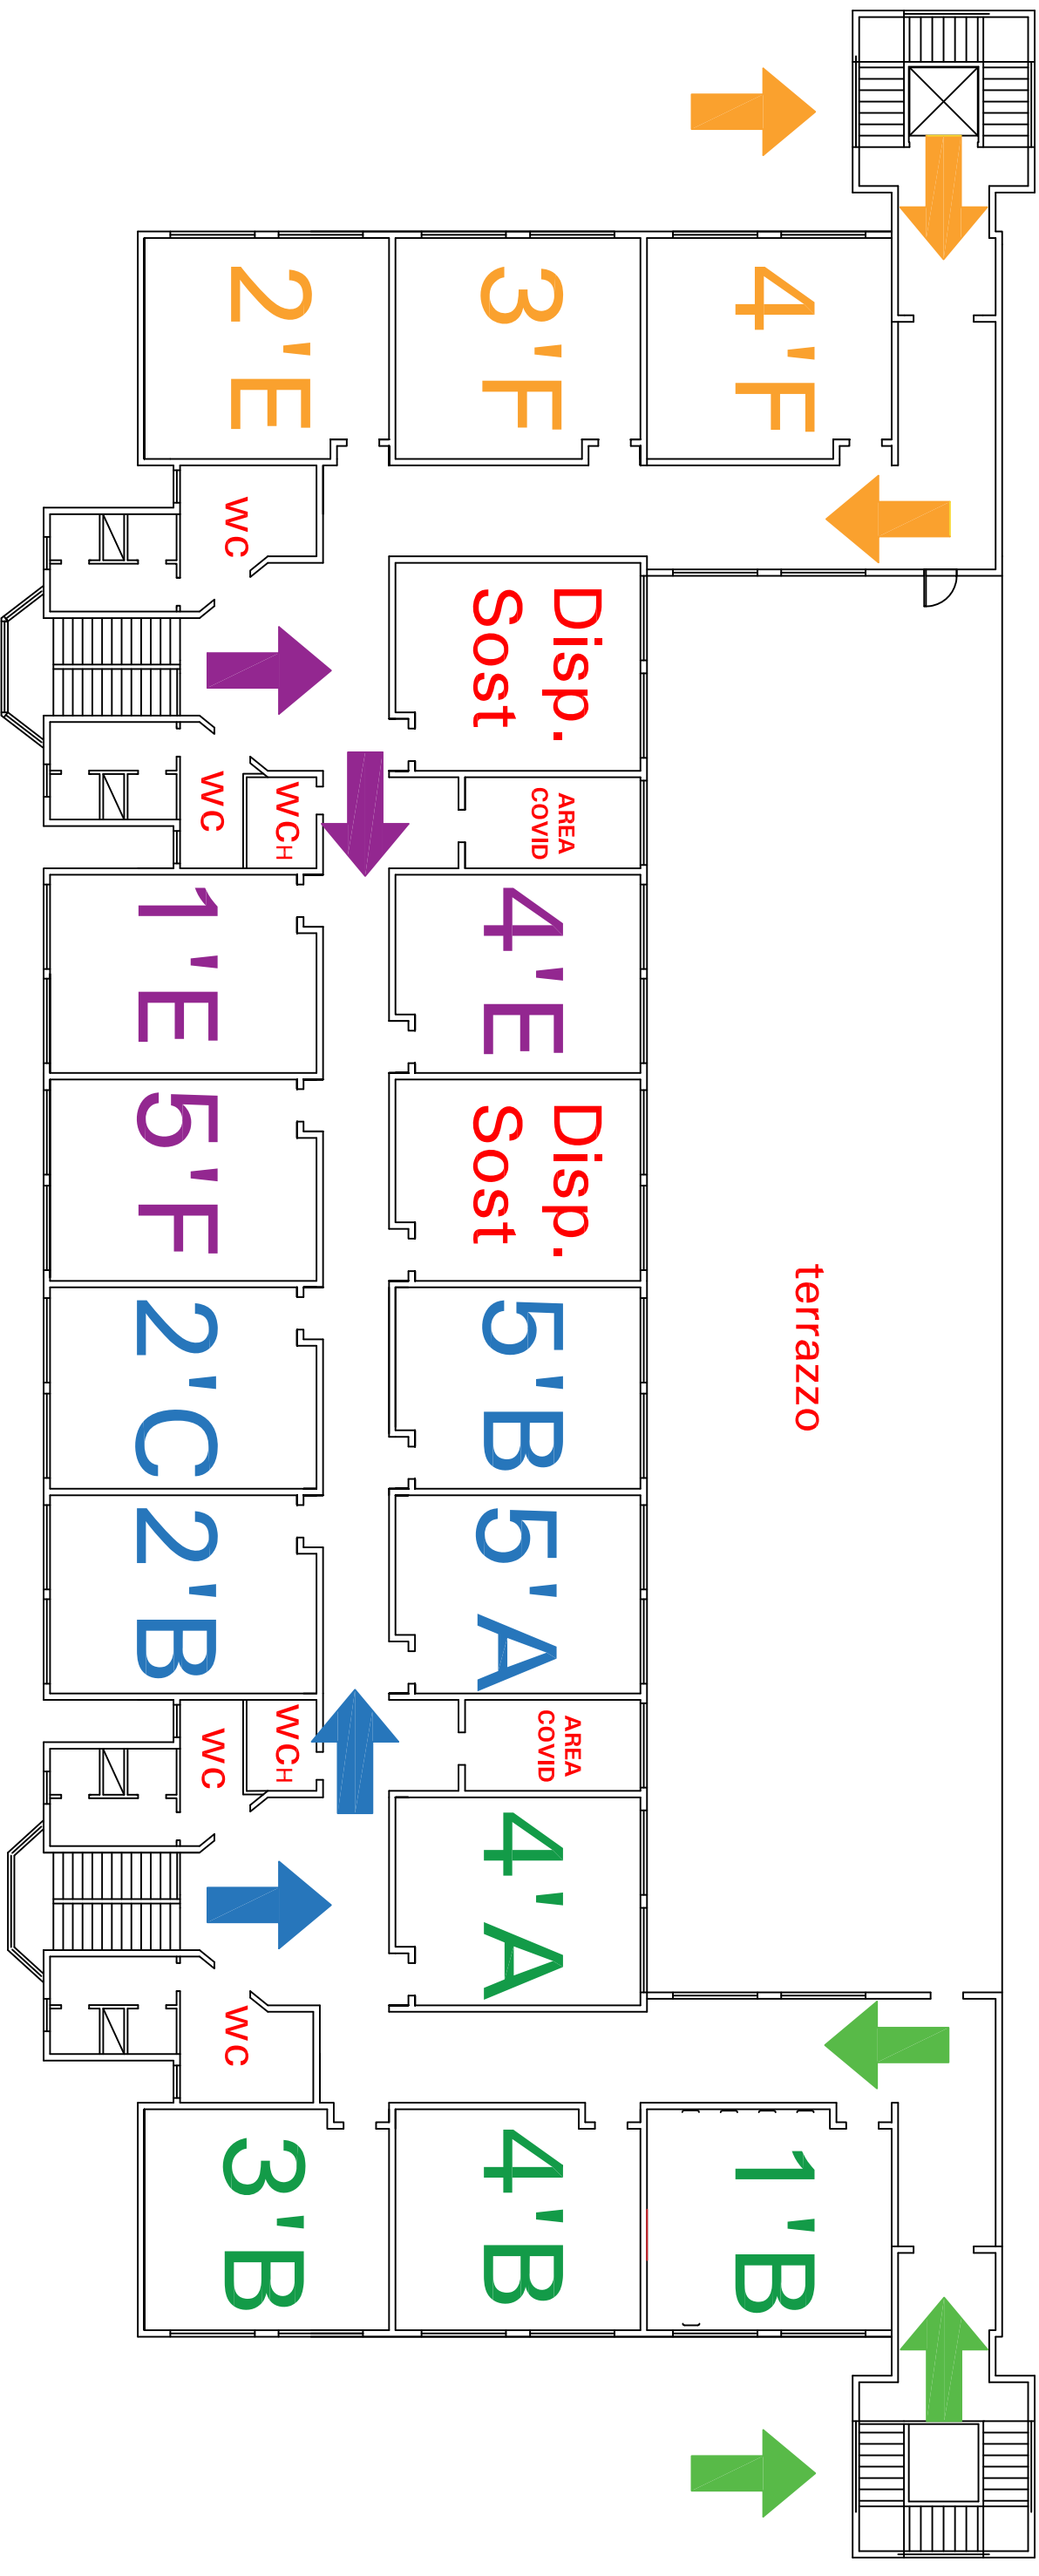 2'E
3'F
4'F
wc
Disp.
Sost
wc
wcH
AREA
COVID
1'E
4'E
5'F
Disp.
Sost
terrazzo
2'C
5'B
2'B
5'A
wc
wcH
AREA
COVID
4'A
wc
3'B
4'B
1'B